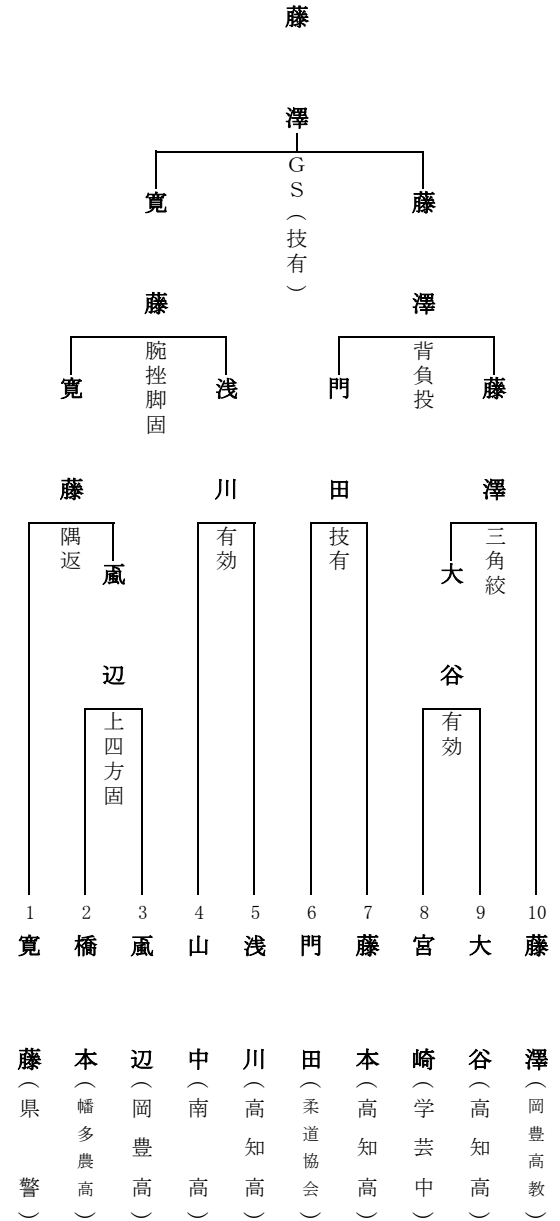 藤澤
GS（技有）
寛藤
藤澤
腕挫脚固
背負投
寛藤
浅川
門田
藤澤
隅返
有効
技有
三角絞
辺
大谷
上四方固
有効
1 寛藤（県警）
2 橋本（幡多農高）
3 辺（岡豊高）
4 山中（南高）
5 浅川（高知高）
6 門田（柔道協会）
7 藤本（高知高）
8 宮崎（学芸中）
9 大谷（高知高）
10 藤澤（岡豊高教）